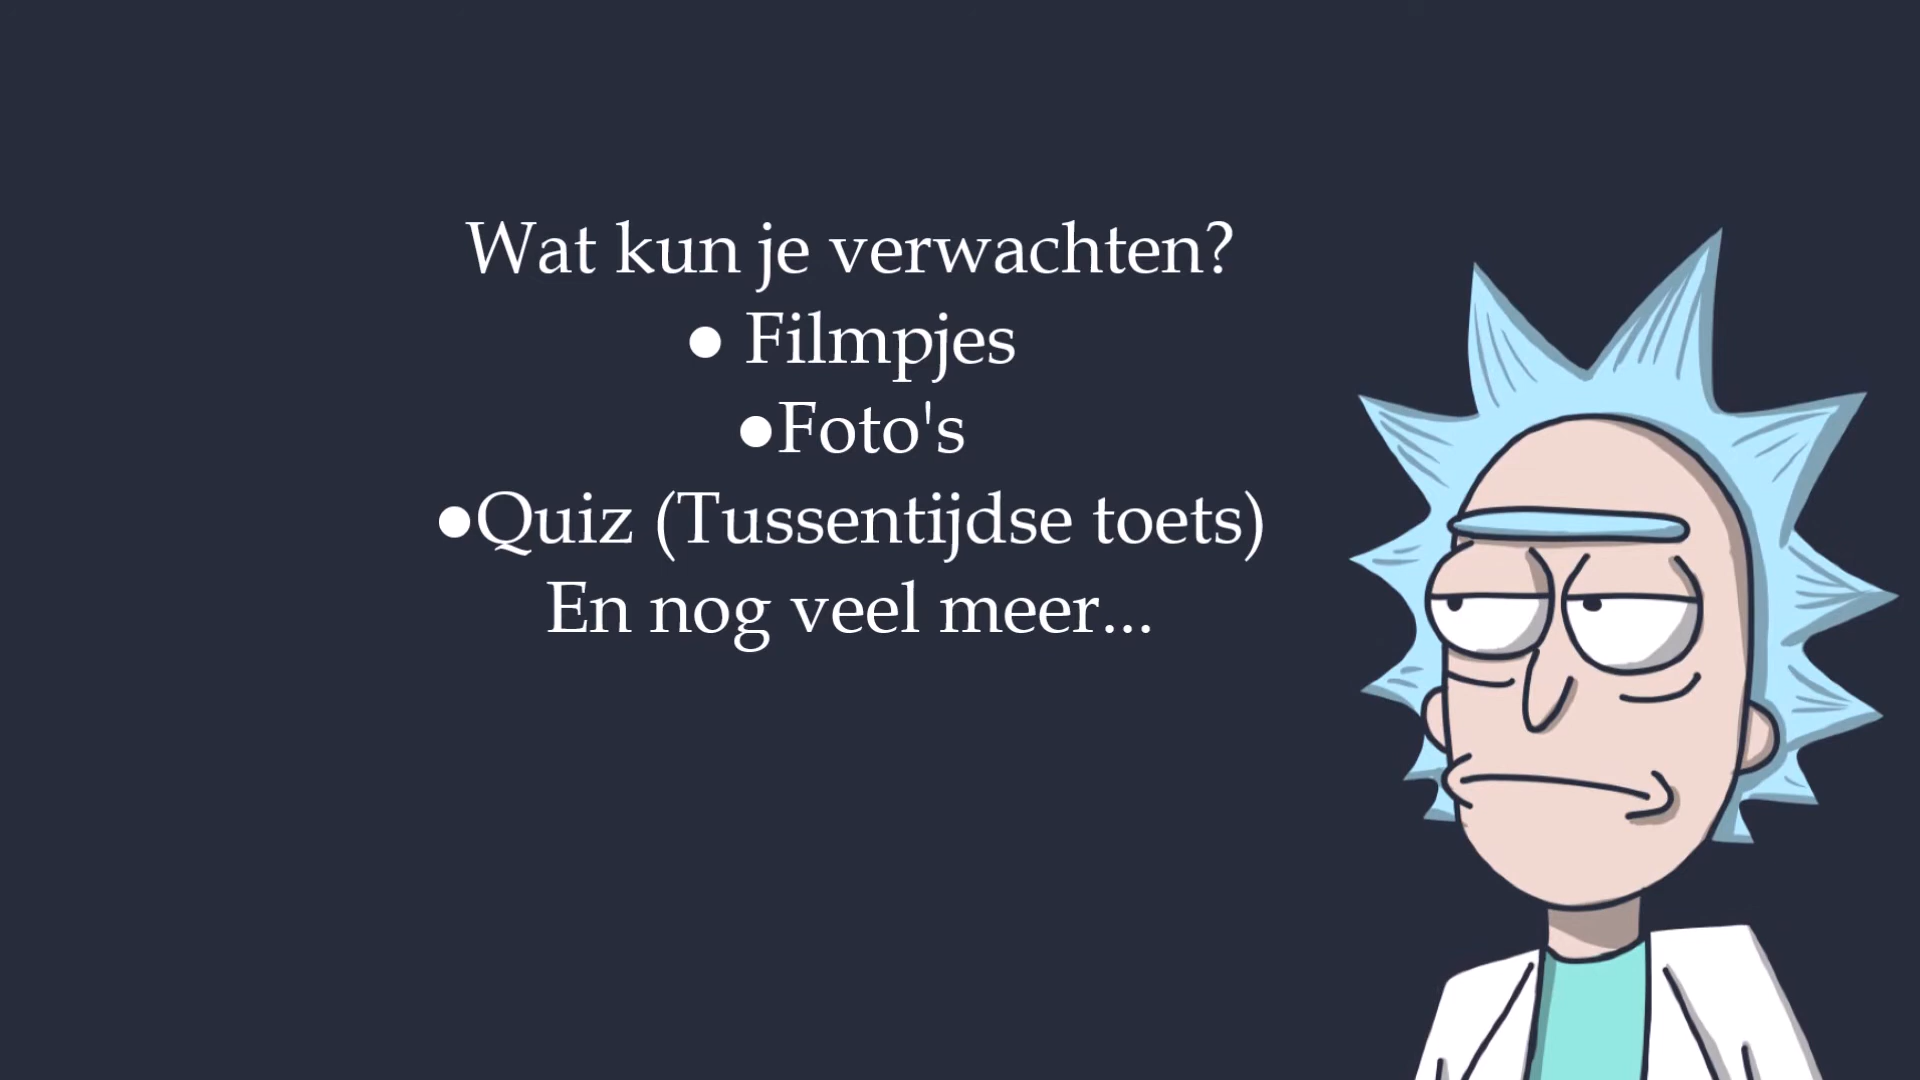 Wat kun je verwachten?
● Filmpjes
●Foto's
●Quiz (Tussentijdse toets)
En nog veel meer...